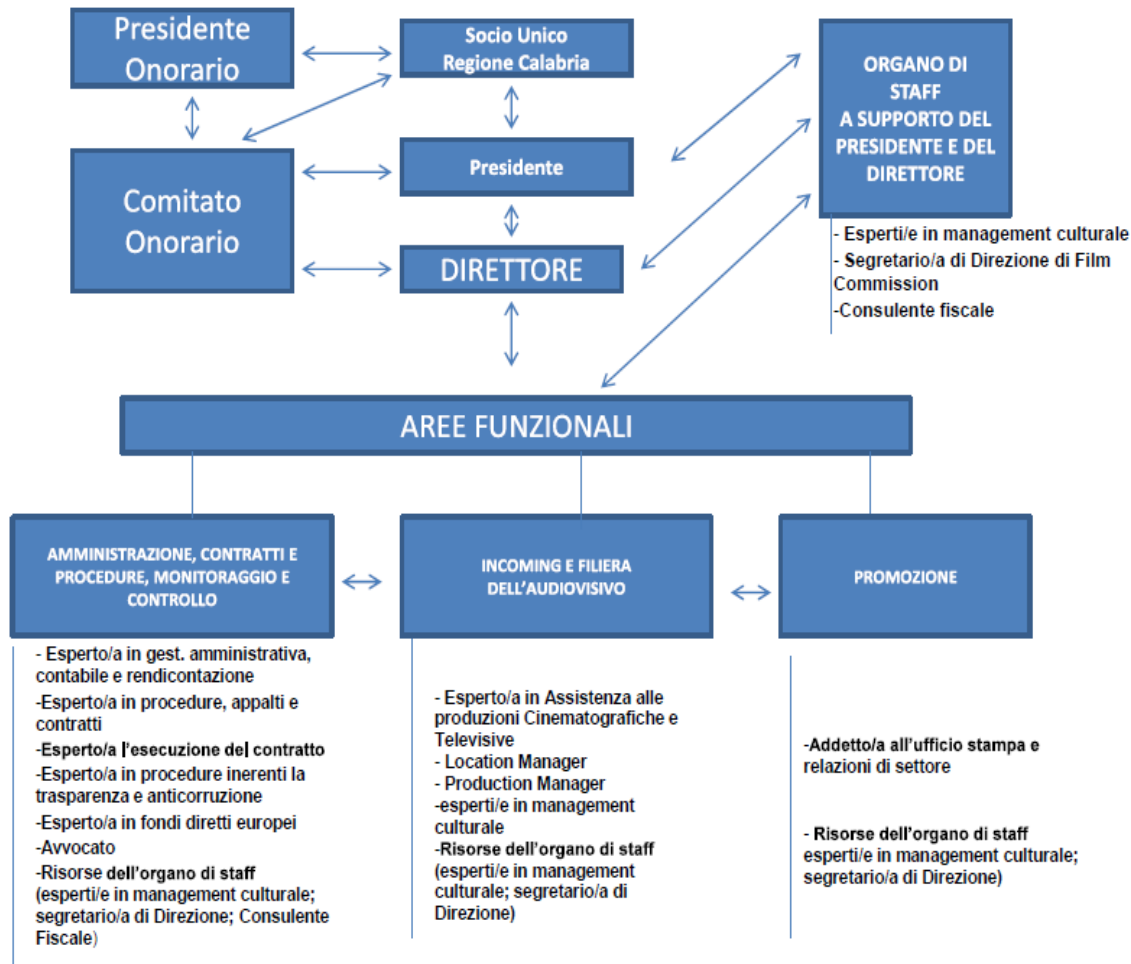 Presidente
Onorario
Socio Unico
Regione Calabria
ORGANO DI
STAFF
A SUPPORTO DEL
PRESIDENTE E DEL
DIRETTORE
Comitato
Onorario
Presidente
DIRETTORE
- Esperti/e in management culturale
- Segretario/a di Direzione di Film
Commission
-Consulente fiscale
AREE FUNZIONALI
AMMINISTRAZIONE, CONTRATTI E
PROCEDURE, MONITORAGGIO E
CONTROLLO
- Esperto/a in gest. amministrativa,
contabile e rendicontazione
-Esperto/a in procedure, appalti e
contratti
-Esperto/a l'esecuzione del contratto
-Esperto/a in procedure inerenti la
trasparenza e anticorruzione
-Esperto/a in fondi diretti europei
-Avvocato
-Risorse dell'organo di staff
(esperti/e in management culturale;
segretario/a di Direzione; Consulente
Fiscale)
INCOMING E FILIERA
DELL'AUDIOVISIVO
- Esperto/a in Assistenza alle
produzioni Cinematografiche e
Televisive
- Location Manager
- Production Manager
-esperti/e in management
culturale
-Risorse dell'organo di staff
(esperti/e in management
culturale; segretario/a di
Direzione)
PROMOZIONE
-Addetto/a all'ufficio stampa e
relazioni di settore
- Risorse dell'organo di staff
esperti/e in management culturale;
segretario/a di Direzione)